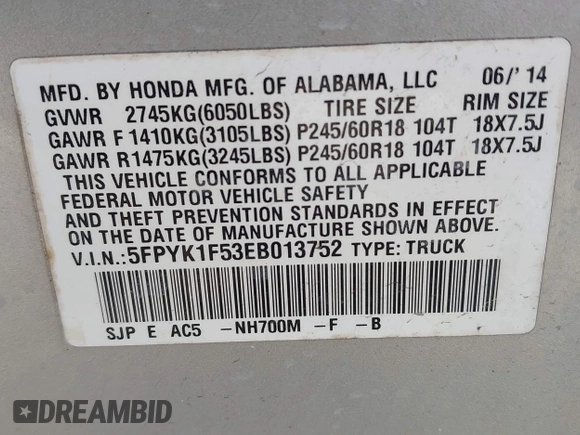 MFD. BY HONDA MFG. OF ALABAMA, LLC 06/' 14
GVWR 2745KG(6050LBS) TIRE SIZE RIM SIZE
GAWR F 1410KG(3105LBS) P245/60R18 104T 18X7.5J
GAWR R1475KG(3245LBS) P245/60R18 104T 18X7.5J
THIS VEHICLE CONFORMS TO ALL APPLICABLE
FEDERAL MOTOR VEHICLE SAFETY
AND THEFT PREVENTION STANDARDS IN EFFECT
ON THE DATE OF MANUFACTURE SHOWN ABOVE.
V.I.N.: 5FPYK1F53EB013752 TYPE: TRUCK
SJP E AC5 -NH700M -F -B
DREAMBID